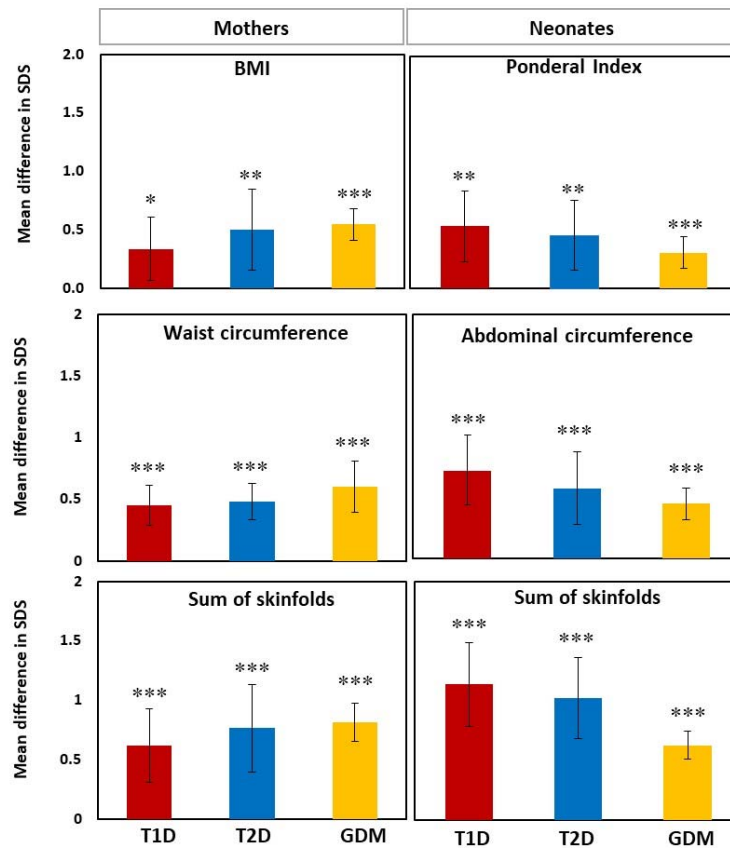 Mothers
Neonates
BMI
Ponderal Index
Mean difference in SDS
2.0
1.5
1.0
0.5
0.0
*
**
***
**
**
***
Waist circumference
Abdominal circumference
Mean difference in SDS
2
1.5
1
0.5
0
***
***
***
***
***
***
Sum of skinfolds
Sum of skinfolds
Mean difference in SDS
2
1.5
1
0.5
0
***
***
***
***
***
***
T1D
T2D
GDM
T1D
T2D
GDM